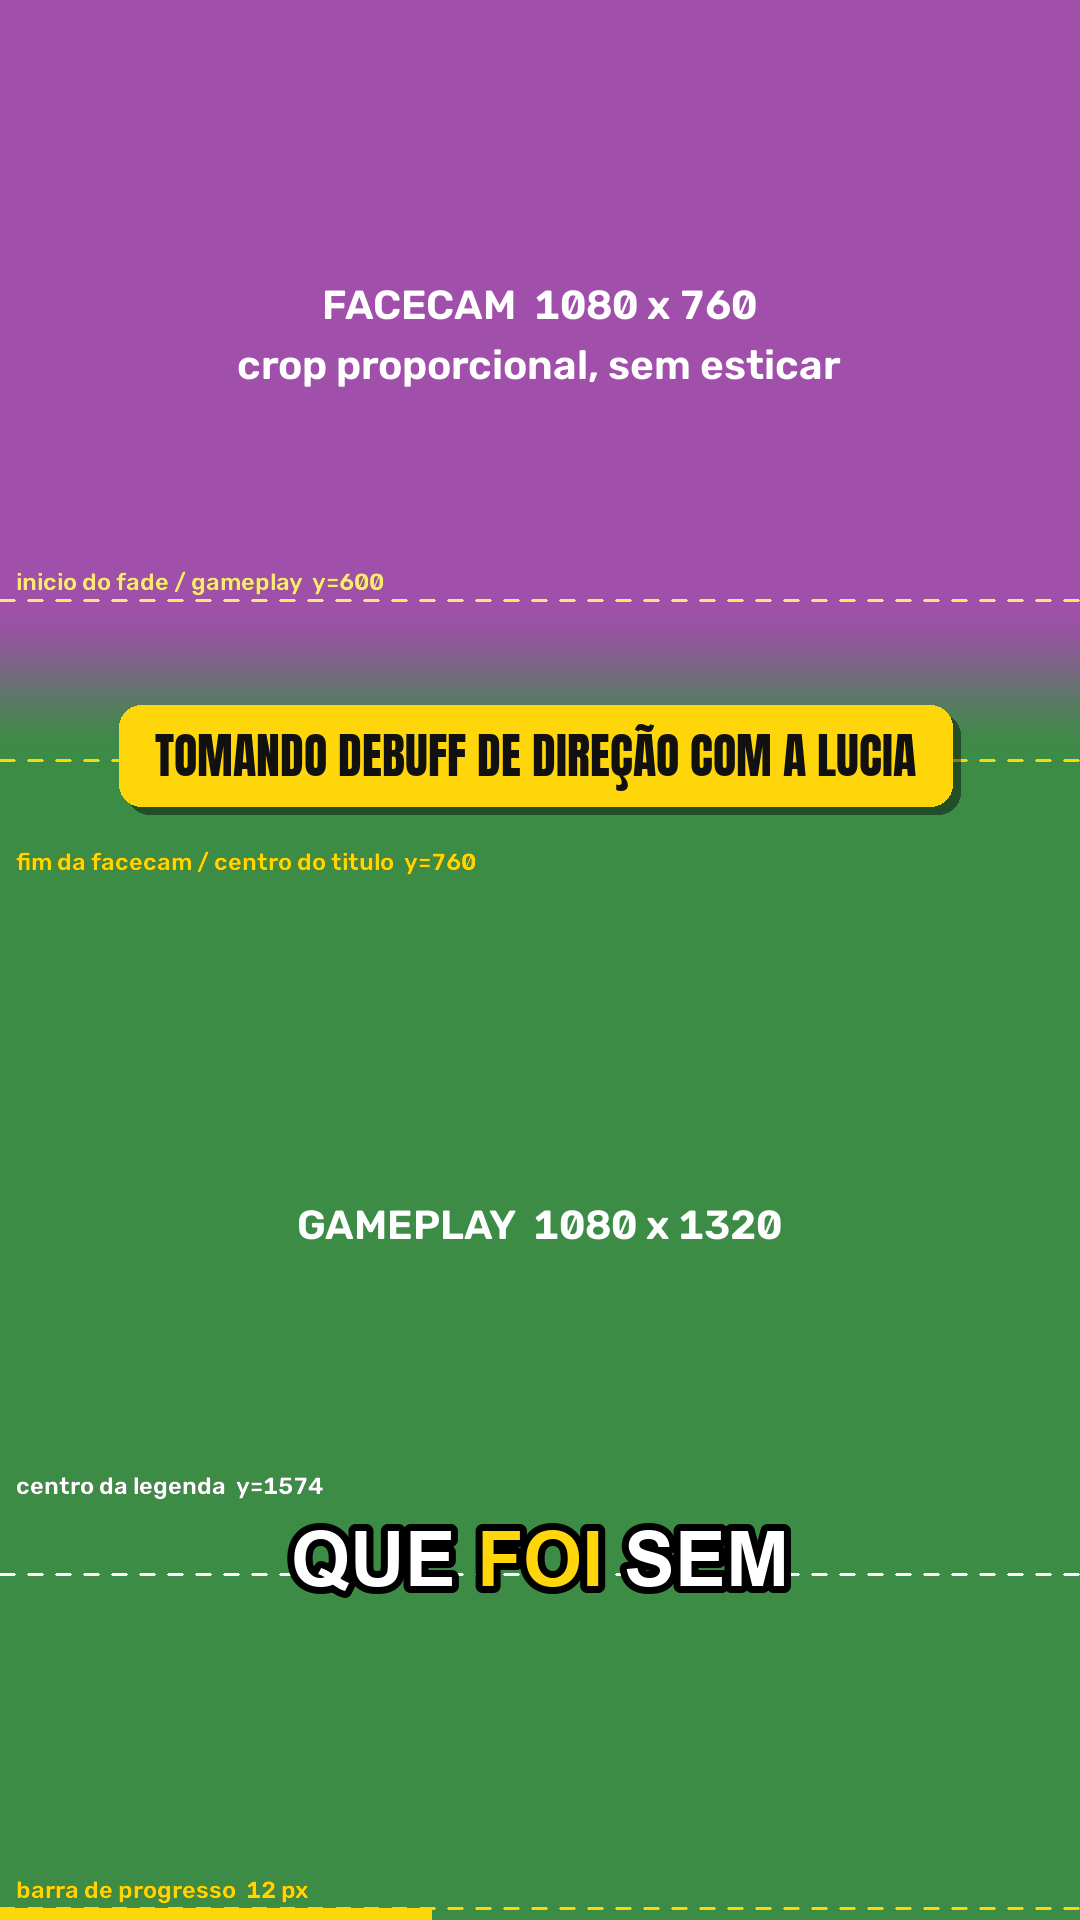 FACECAM 1080 x 760
crop proporcional, sem esticar
inicio do fade / gameplay y=600
TOMANDO DEBUFF DE DIREÇÃO COM A LUCIA
fim da facecam / centro do titulo y=760
GAMEPLAY 1080 x 1320
centro da legenda y=1574
QUE FOI SEM
barra de progresso 12 px